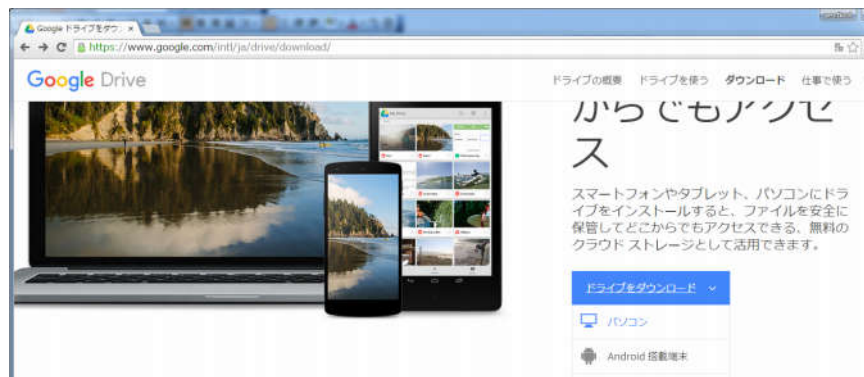 Google ドライブをダウ
https://www.google.com/intl/ja/drive/download/
Google Drive
ドライブの概要 ドライブを使う ダウンロード 仕事で使う
からでもアクセ
ス
スマートフォンやタブレット、パソコンにドラ
イブをインストールすると、ファイルを安全に
保管してどこからでもアクセスできる、無料の
クラウド ストレージとして活用できます。
ドライブをダウンロード
パソコン
Android 搭載端末